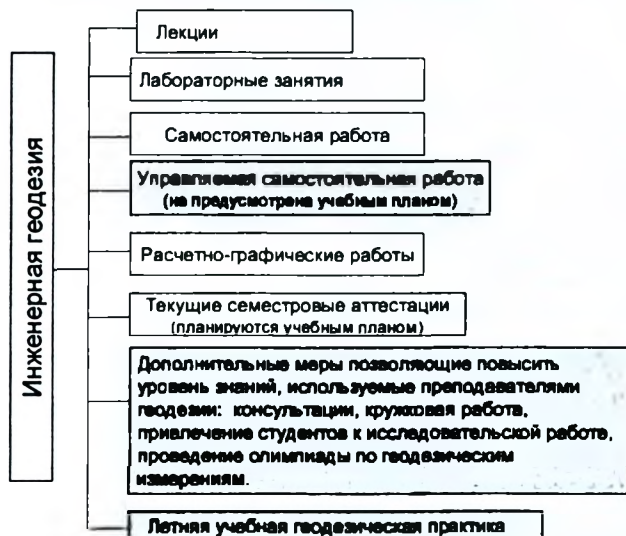 Инженерная геодезия
Лекции
Лабораторные занятия
Самостоятельная работа
Управляемая самостоятельная работа
(на предусмотрена учебным планом)
Расчетно-графические работы
Текущие семестровые аттестации
(планируются учебным планом)
Дополнительные меры позволяющие повысить
уровень знаний, используемые преподавателями
геодезии: консультации, кружковая работа,
привлечение студентов к исследовательской работе,
проведение олимпиады по геодезическим
измерениям.
Летняя учебная геодезическая практика